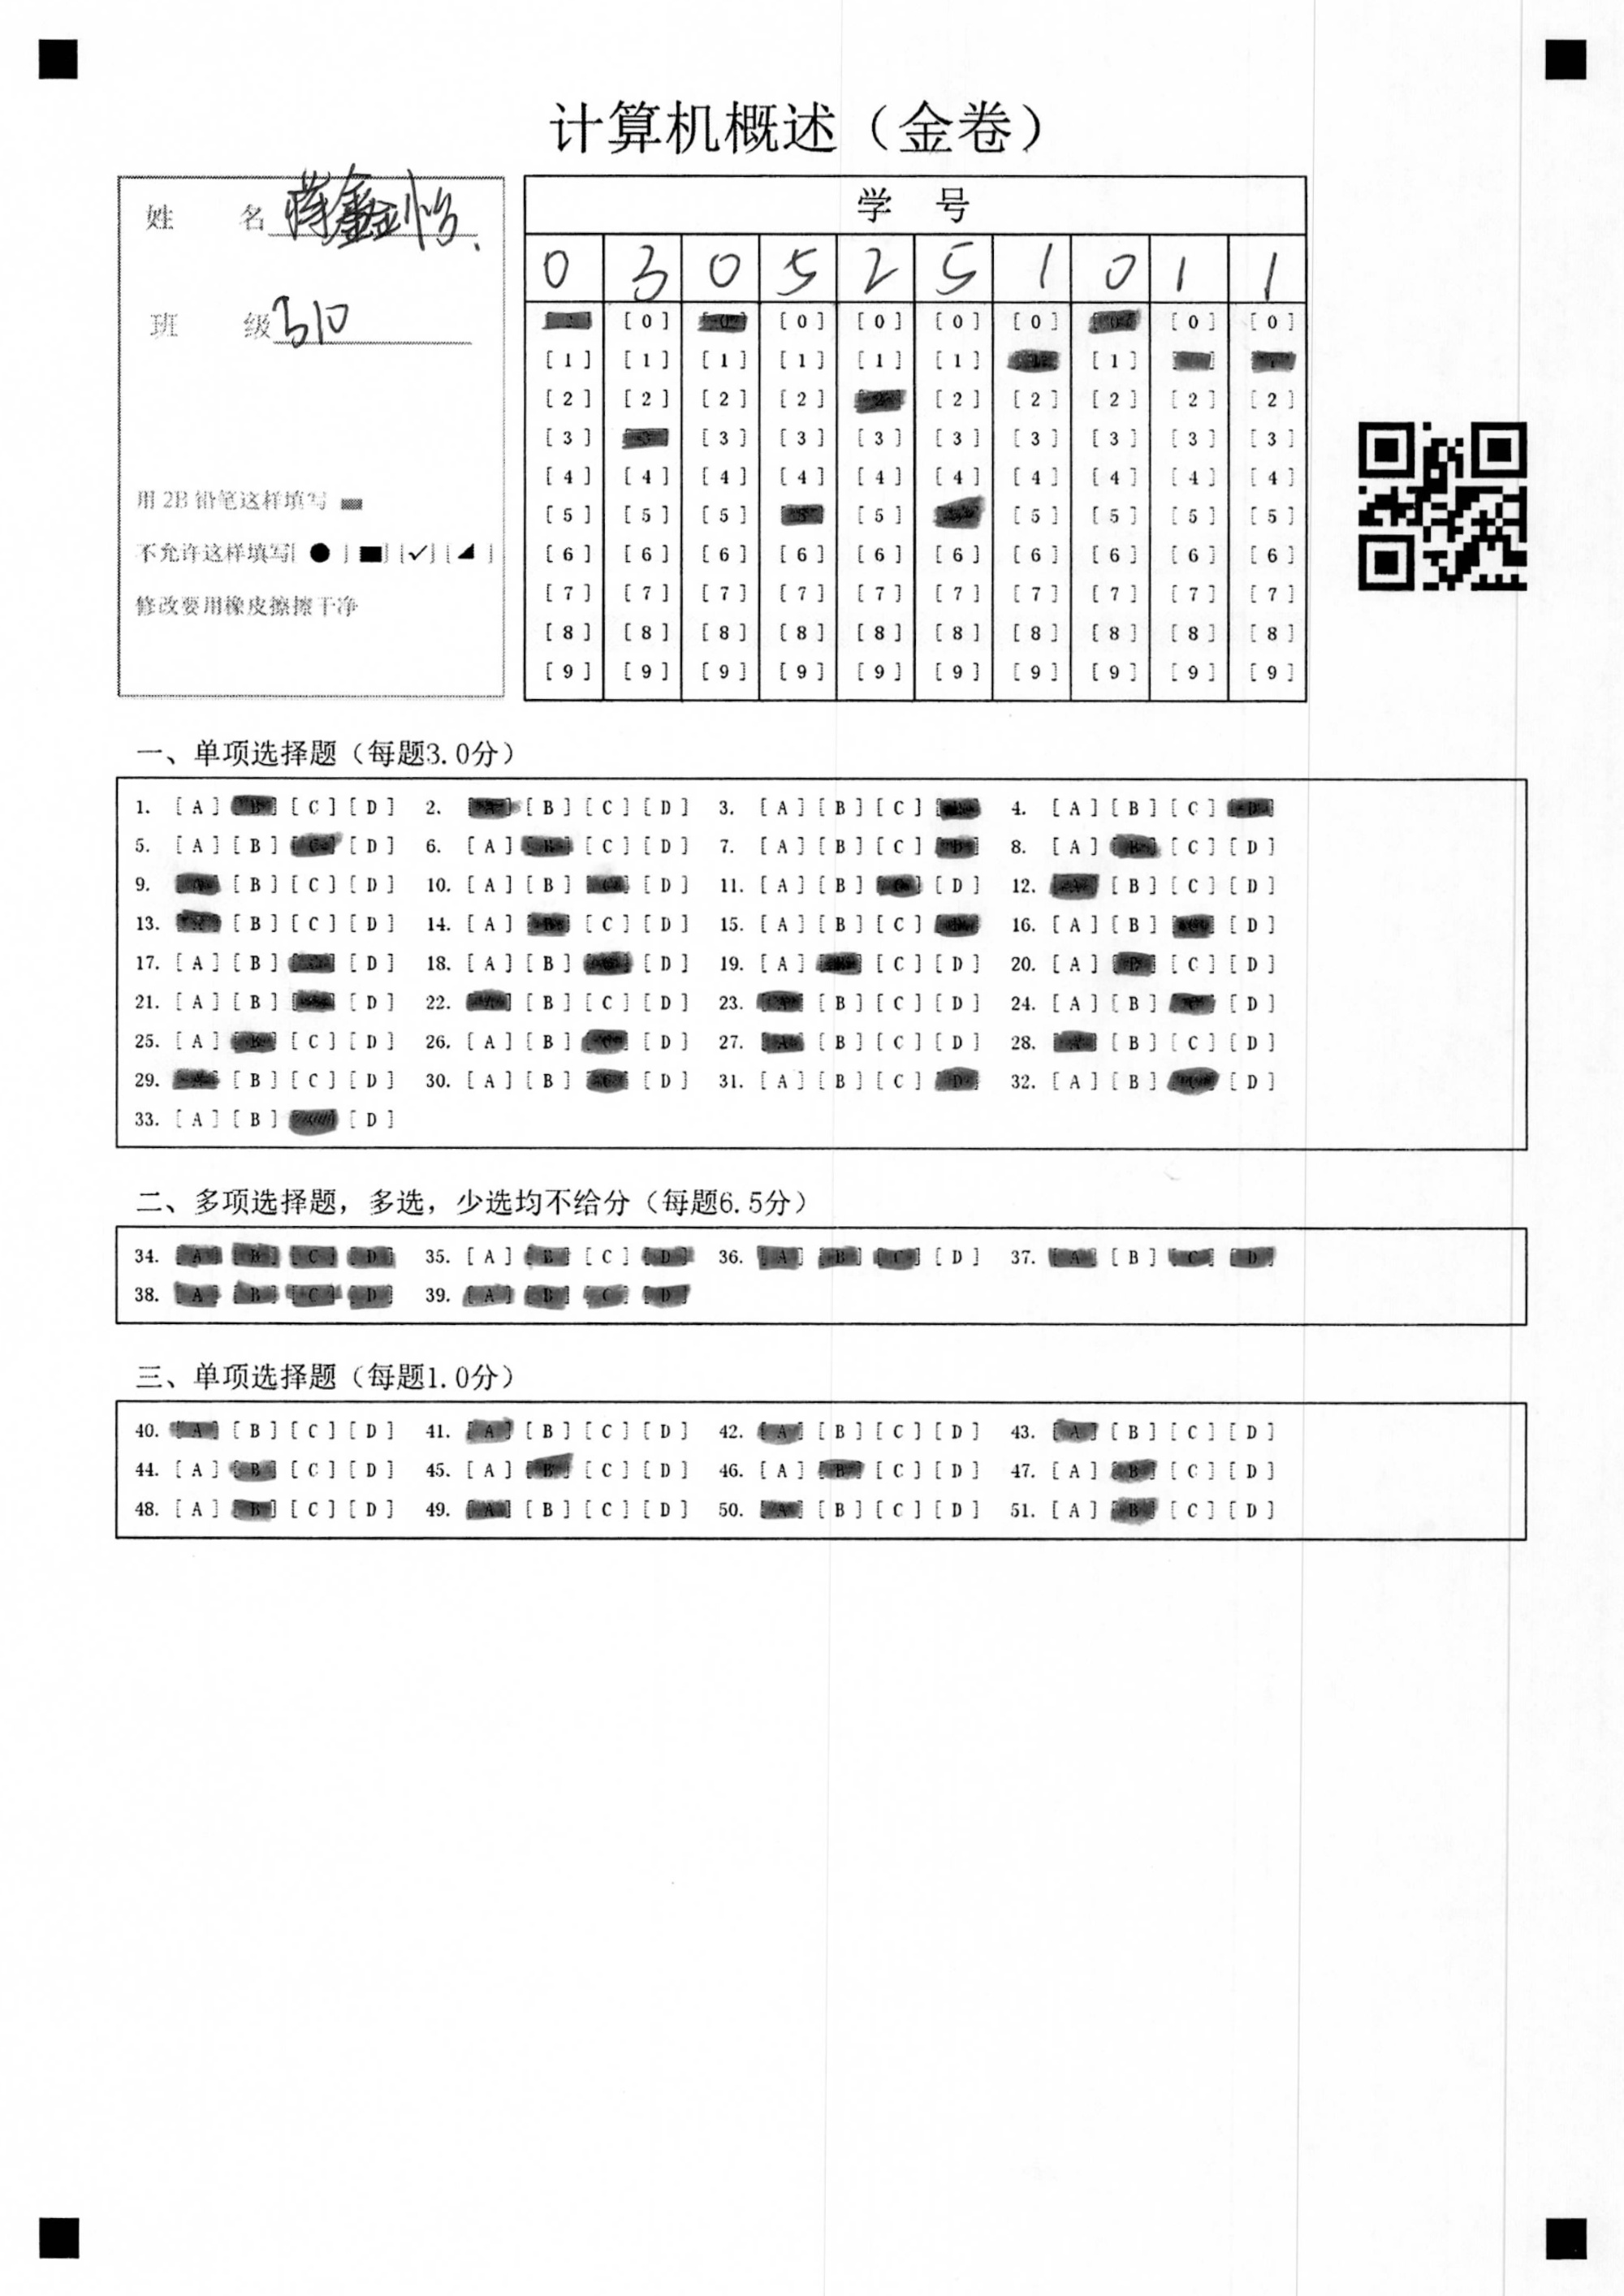 计算机概述（金卷）
姓 名 蒋鑫怡
班 级 310
用2B铅笔这样填写
不允许这样填写[ ● ] [■] [✓] [◢ ]
修改要用橡皮擦擦干净
学 号
0 3 0 5 2 5 1 0 1 1
[0] [0] [0] [0] [0] [0] [0]
[1] [1] [1] [1] [1] [1] [1]
[2] [2] [2] [2] [2] [2] [2] [2] [2]
[3] [3] [3] [3] [3] [3] [3] [3] [3]
[4] [4] [4] [4] [4] [4] [4] [4] [4] [4]
[5] [5] [5] [5] [5] [5] [5] [5]
[6] [6] [6] [6] [6] [6] [6] [6] [6] [6]
[7] [7] [7] [7] [7] [7] [7] [7] [7] [7]
[8] [8] [8] [8] [8] [8] [8] [8] [8] [8]
[9] [9] [9] [9] [9] [9] [9] [9] [9] [9]
一、单项选择题（每题3.0分）
1. [A] [B] [C] [D] 2. [A] [B] [C] [D] 3. [A] [B] [C] [D] 4. [A] [B] [C] [D]
5. [A] [B] [C] [D] 6. [A] [B] [C] [D] 7. [A] [B] [C] [D] 8. [A] [B] [C] [D]
9. [A] [B] [C] [D] 10. [A] [B] [C] [D] 11. [A] [B] [C] [D] 12. [A] [B] [C] [D]
13. [A] [B] [C] [D] 14. [A] [B] [C] [D] 15. [A] [B] [C] [D] 16. [A] [B] [C] [D]
17. [A] [B] [C] [D] 18. [A] [B] [C] [D] 19. [A] [B] [C] [D] 20. [A] [B] [C] [D]
21. [A] [B] [C] [D] 22. [A] [B] [C] [D] 23. [A] [B] [C] [D] 24. [A] [B] [C] [D]
25. [A] [B] [C] [D] 26. [A] [B] [C] [D] 27. [A] [B] [C] [D] 28. [A] [B] [C] [D]
29. [A] [B] [C] [D] 30. [A] [B] [C] [D] 31. [A] [B] [C] [D] 32. [A] [B] [C] [D]
33. [A] [B] [C] [D]
二、多项选择题，多选，少选均不给分（每题6.5分）
34. [A] [B] [C] [D] 35. [A] [B] [C] [D] 36. [A] [B] [C] [D] 37. [A] [B] [C] [D]
38. [A] [B] [C] [D] 39. [A] [B] [C] [D]
三、单项选择题（每题1.0分）
40. [A] [B] [C] [D] 41. [A] [B] [C] [D] 42. [A] [B] [C] [D] 43. [A] [B] [C] [D]
44. [A] [B] [C] [D] 45. [A] [B] [C] [D] 46. [A] [B] [C] [D] 47. [A] [B] [C] [D]
48. [A] [B] [C] [D] 49. [A] [B] [C] [D] 50. [A] [B] [C] [D] 51. [A] [B] [C] [D]